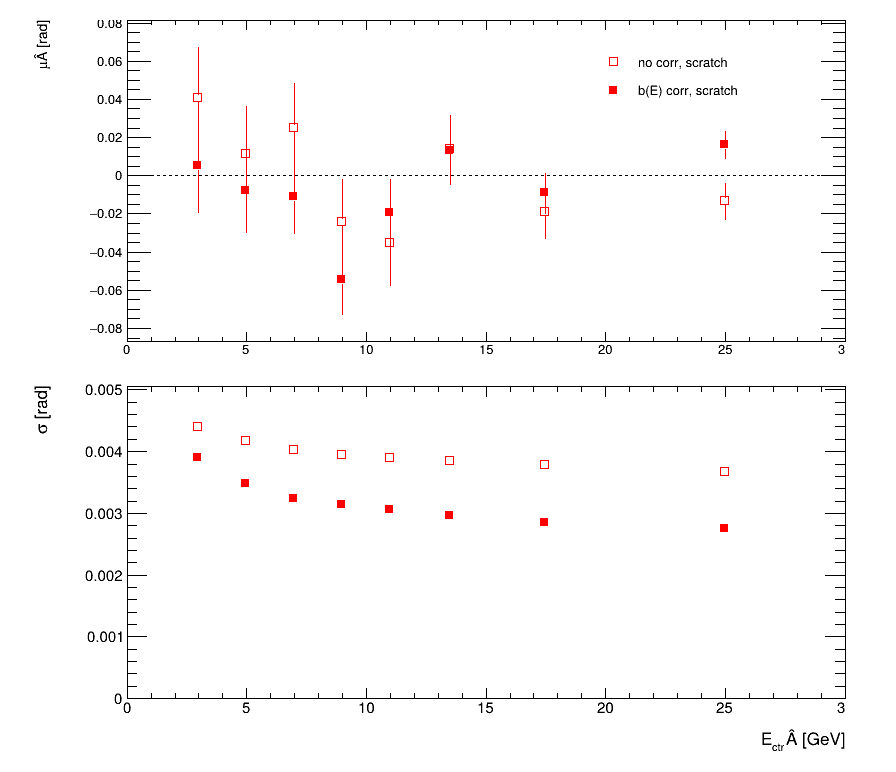 μÂ [rad]
0.08
0.06
0.04
0.02
0
−0.02
−0.04
−0.06
−0.08
0 5 10 15 20 25 3
no corr, scratch
b(E) corr, scratch
σ [rad]
0.005
0.004
0.003
0.002
0.001
0
0 5 10 15 20 25 3
E_ctr Â [GeV]